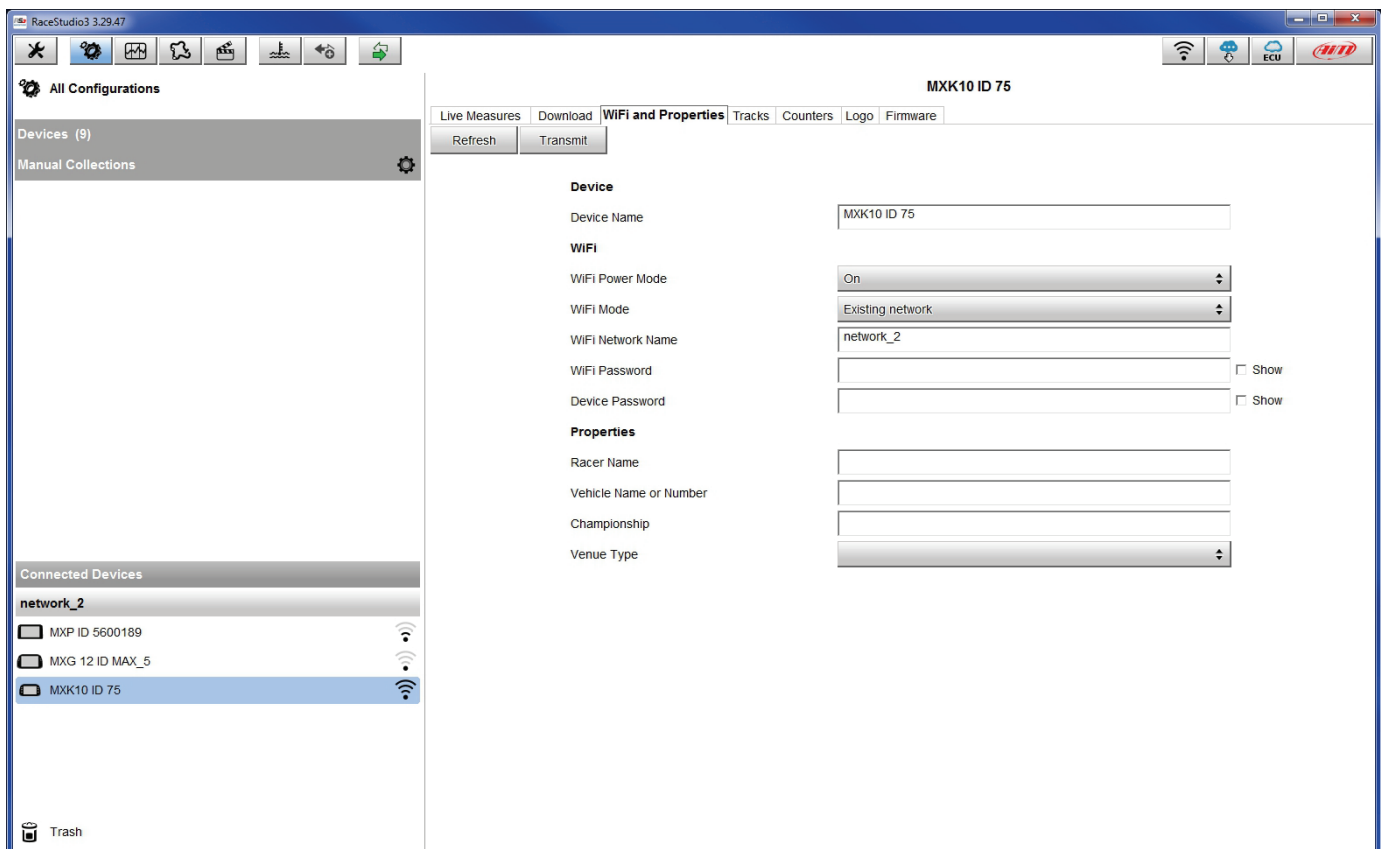 RaceStudio3 3.29.47
ECU
AiM
All Configurations
MXK10 ID 75
Live Measures Download WiFi and Properties Tracks Counters Logo Firmware
Devices (9)
Refresh Transmit
Manual Collections
Device
Device Name MXK10 ID 75
WiFi
WiFi Power Mode On
WiFi Mode Existing network
WiFi Network Name network_2
WiFi Password Show
Device Password Show
Properties
Racer Name
Vehicle Name or Number
Championship
Venue Type
Connected Devices
network_2
MXP ID 5600189
MXG 12 ID MAX_5
MXK10 ID 75
Trash